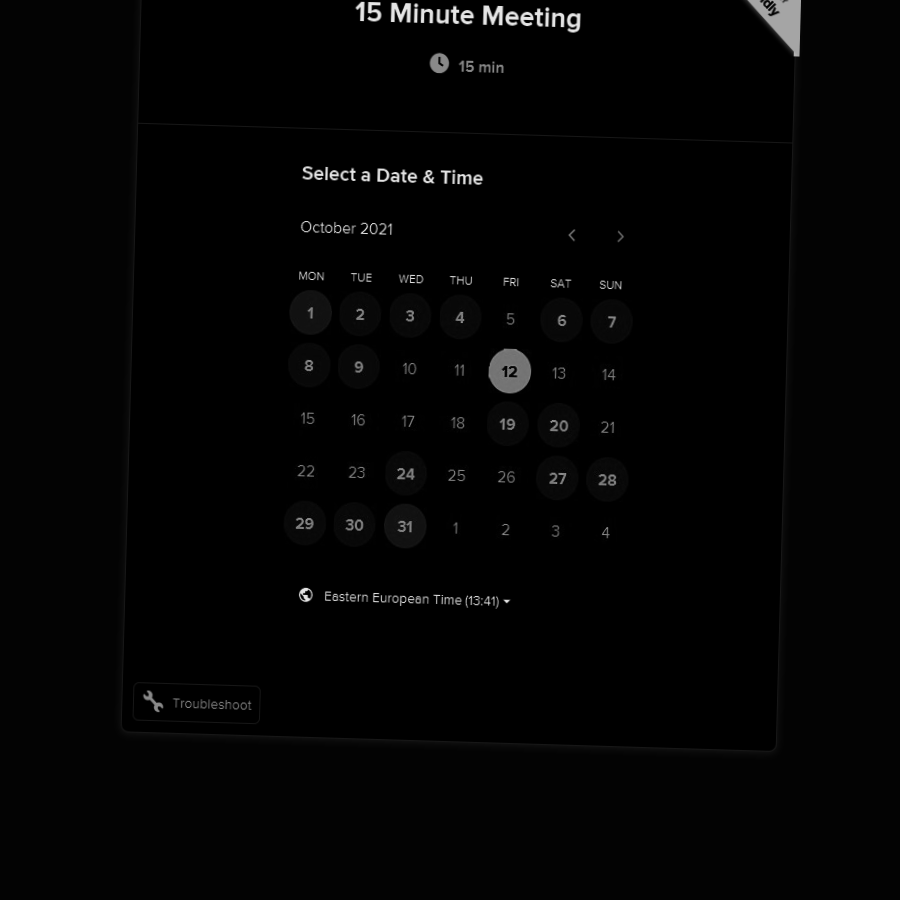 15 Minute Meeting
15 min
Select a Date & Time
October 2021
MON TUE WED THU FRI SAT SUN
1 2 3 4 5 6 7
8 9 10 11 12 13 14
15 16 17 18 19 20 21
22 23 24 25 26 27 28
29 30 31 1 2 3 4
Eastern European Time (13:41)
Troubleshoot